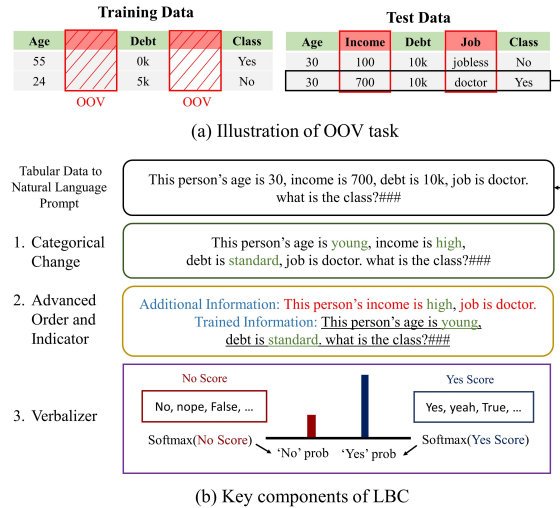 Training Data
Age Debt Class
55 0k Yes
24 5k No
OOV OOV
Test Data
Age Income Debt Job Class
30 100 10k jobless No
30 700 10k doctor Yes
(a) Illustration of OOV task
Tabular Data to
Natural Language
Prompt
This person's age is 30, income is 700, debt is 10k, job is doctor.
what is the class?###
1. Categorical
Change
This person's age is young, income is high,
debt is standard, job is doctor. what is the class?###
2. Advanced
Order and
Indicator
Additional Information: This person's income is high, job is doctor.
Trained Information: This person's age is young,
debt is standard. what is the class?###
3. Verbalizer
No Score
No, nope, False, ...
Softmax(No Score)
'No' prob 'Yes' prob
Yes Score
Yes, yeah, True, ...
Softmax(Yes Score)
(b) Key components of LBC